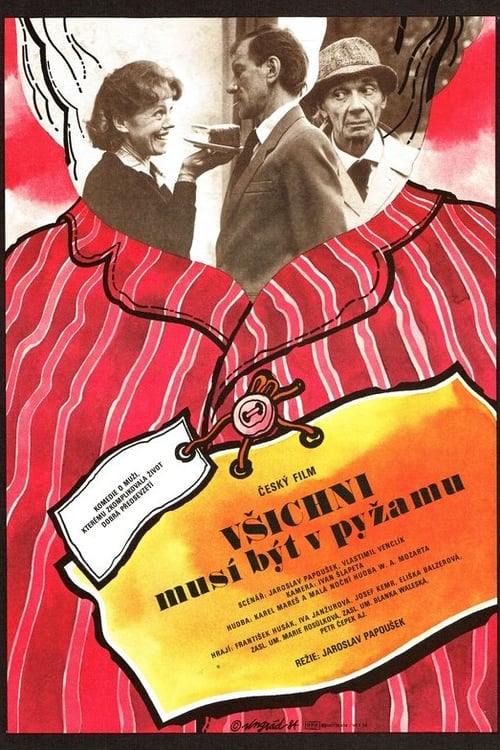 KOMEDIE O MUŽI,
KTERÉMU ZKOMPLIKOVALA ŽIVOT
DOBRÁ PŘEDSEVZETÍ
ČESKÝ FILM
VŠICHNI
musí být v pyžamu
SCÉNÁŘ: JAROSLAV PAPOUŠEK, VLASTIMIL VENCLÍK
KAMERA: IVAN ŠLAPETA
HUDBA: KAREL MAREŠ A MALÁ NOČNÍ HUDBA W. A. MOZARTA
HRAJÍ: FRANTIŠEK HUSÁK, IVA JANŽUROVÁ, JOSEF KEMR, ELIŠKA BALZEROVÁ,
ZASL. UM. MARIE ROSŮLKOVÁ, ZASL. UM. BLANKA WALESKÁ,
PETR ČEPEK AJ.
REŽIE: JAROSLAV PAPOUŠEK